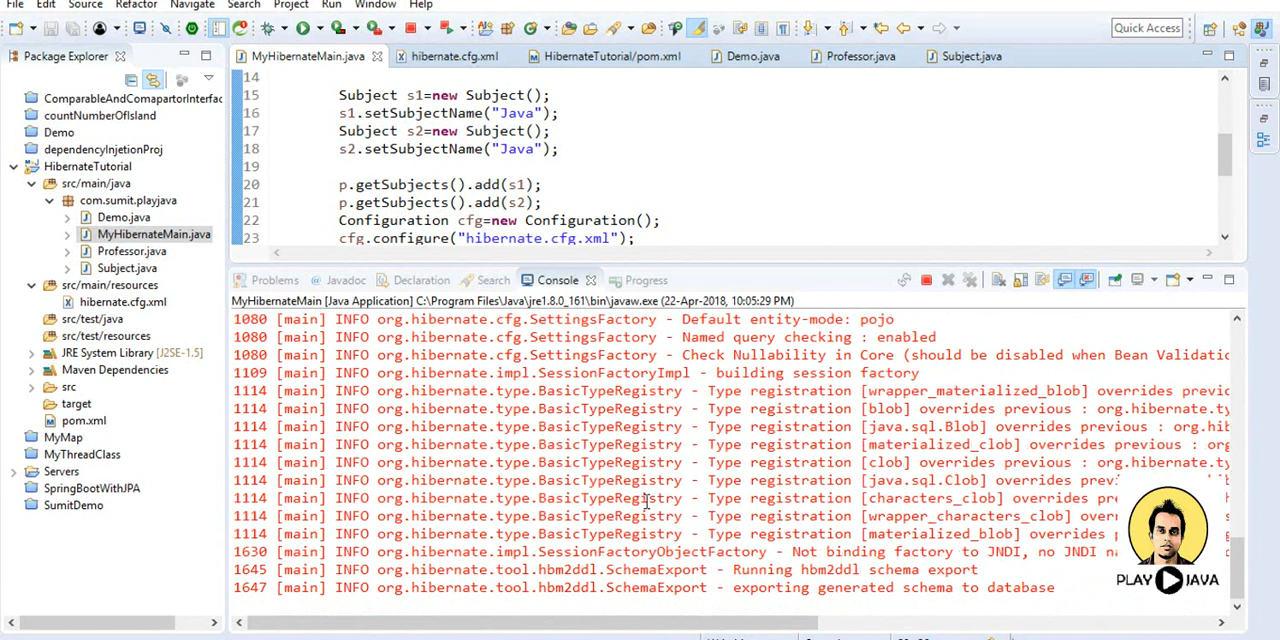 File Edit Source Refactor Navigate Search Project Run Window Help
Quick Access
Package Explorer
ComparableAndComapartorInterfac
countNumberOfIsland
Demo
dependencyInjetionProj
HibernateTutorial
src/main/java
com.sumit.playjava
Demo.java
MyHibernateMain.java
Professor.java
Subject.java
src/main/resources
hibernate.cfg.xml
src/test/java
src/test/resources
JRE System Library [J2SE-1.5]
Maven Dependencies
src
target
pom.xml
MyMap
MyThreadClass
Servers
SpringBootWithJPA
SumitDemo
MyHibernateMain.java hibernate.cfg.xml HibernateTutorial/pom.xml Demo.java Professor.java Subject.java
14
15 Subject s1=new Subject();
16 s1.setSubjectName("Java");
17 Subject s2=new Subject();
18 s2.setSubjectName("Java");
19
20 p.getSubjects().add(s1);
21 p.getSubjects().add(s2);
22 Configuration cfg=new Configuration();
23 cfg.configure("hibernate.cfg.xml");
Problems Javadoc Declaration Search Console Progress
MyHibernateMain [Java Application] C:\Program Files\Java\jre1.8.0_161\bin\javaw.exe (22-Apr-2018, 10:05:29 PM)
1080 [main] INFO org.hibernate.cfg.SettingsFactory - Default entity-mode: pojo
1080 [main] INFO org.hibernate.cfg.SettingsFactory - Named query checking : enabled
1080 [main] INFO org.hibernate.cfg.SettingsFactory - Check Nullability in Core (should be disabled when Bean Validatio
1109 [main] INFO org.hibernate.impl.SessionFactoryImpl - building session factory
1114 [main] INFO org.hibernate.type.BasicTypeRegistry - Type registration [wrapper_materialized_blob] overrides previo
1114 [main] INFO org.hibernate.type.BasicTypeRegistry - Type registration [blob] overrides previous : org.hibernate.ty
1114 [main] INFO org.hibernate.type.BasicTypeRegistry - Type registration [java.sql.Blob] overrides previous : org.hib
1114 [main] INFO org.hibernate.type.BasicTypeRegistry - Type registration [materialized_clob] overrides previous : org
1114 [main] INFO org.hibernate.type.BasicTypeRegistry - Type registration [clob] overrides previous : org.hibernate.ty
1114 [main] INFO org.hibernate.type.BasicTypeRegistry - Type registration [java.sql.Clob] overrides previous : org.hib
1114 [main] INFO org.hibernate.type.BasicTypeRegistry - Type registration [characters_clob] overrides pre
1114 [main] INFO org.hibernate.type.BasicTypeRegistry - Type registration [wrapper_characters_clob] overr
1114 [main] INFO org.hibernate.type.BasicTypeRegistry - Type registration [materialized_blob] overrides p
1630 [main] INFO org.hibernate.impl.SessionFactoryObjectFactory - Not binding factory to JNDI, no JNDI na
1645 [main] INFO org.hibernate.tool.hbm2ddl.SchemaExport - Running hbm2ddl schema export
1647 [main] INFO org.hibernate.tool.hbm2ddl.SchemaExport - exporting generated schema to database
PLAY JAVA